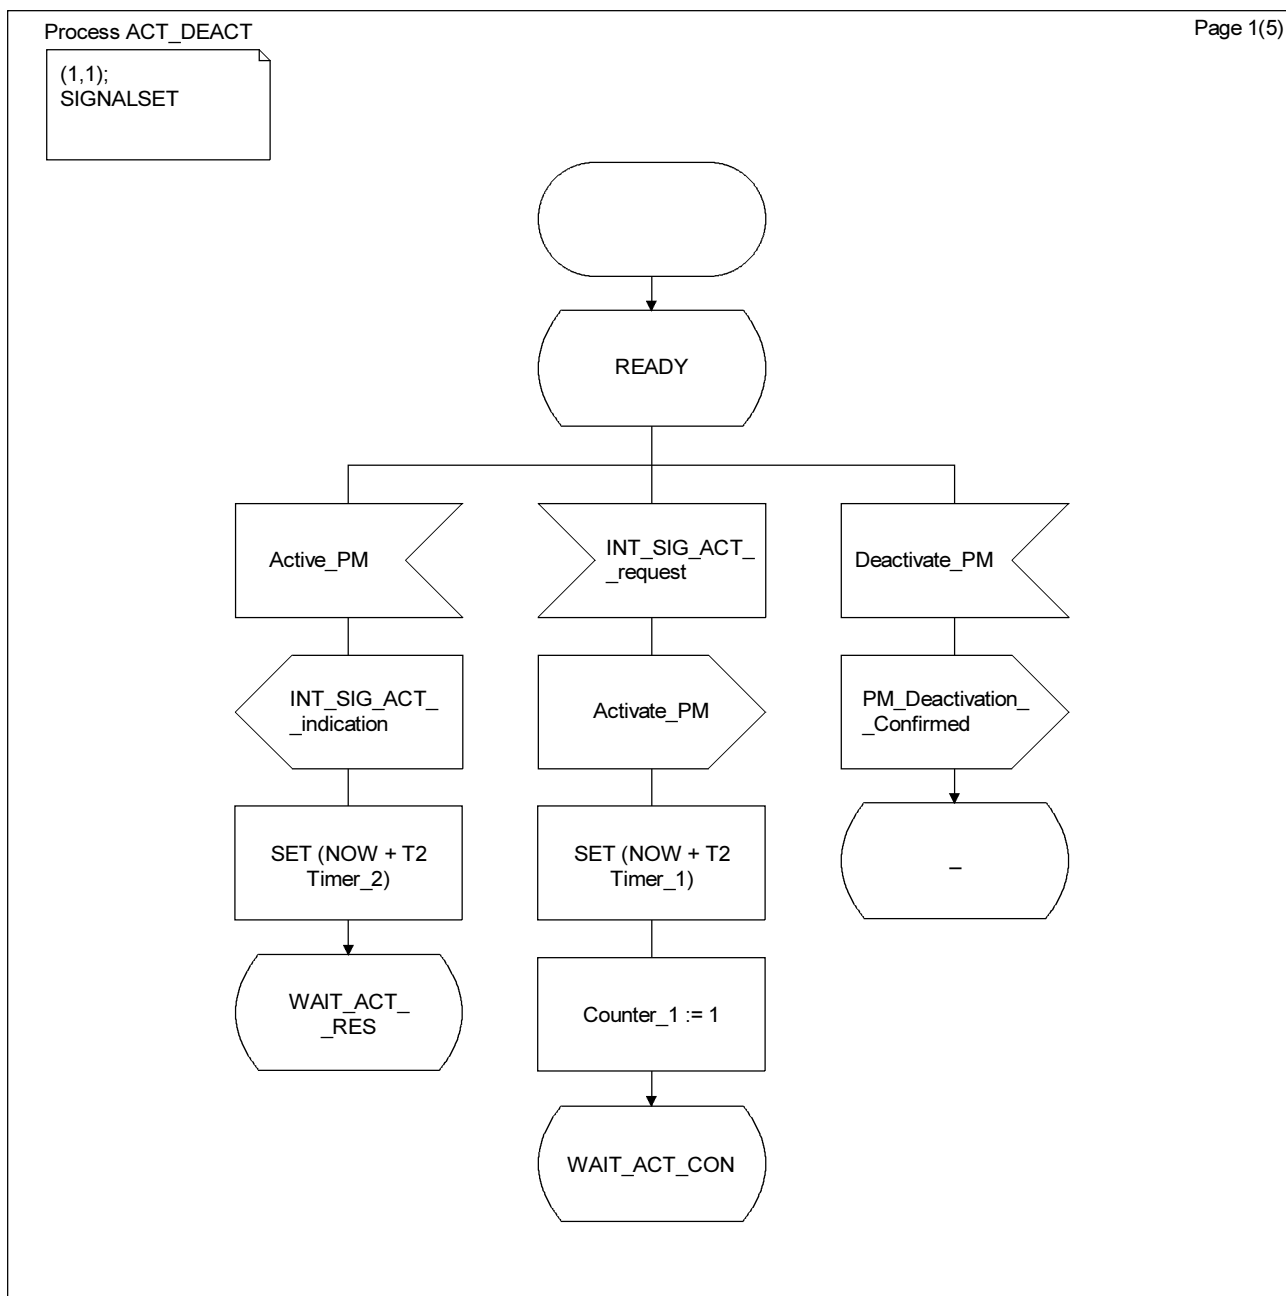 Process ACT_DEACT
Page 1(5)
(1,1);
SIGNALSET
READY
Active_PM
INT_SIG_ACT_
_request
Deactivate_PM
INT_SIG_ACT_
_indication
Activate_PM
PM_Deactivation_
_Confirmed
SET (NOW + T2
Timer_2)
SET (NOW + T2
Timer_1)
_
WAIT_ACT_
_RES
Counter_1 := 1
WAIT_ACT_CON